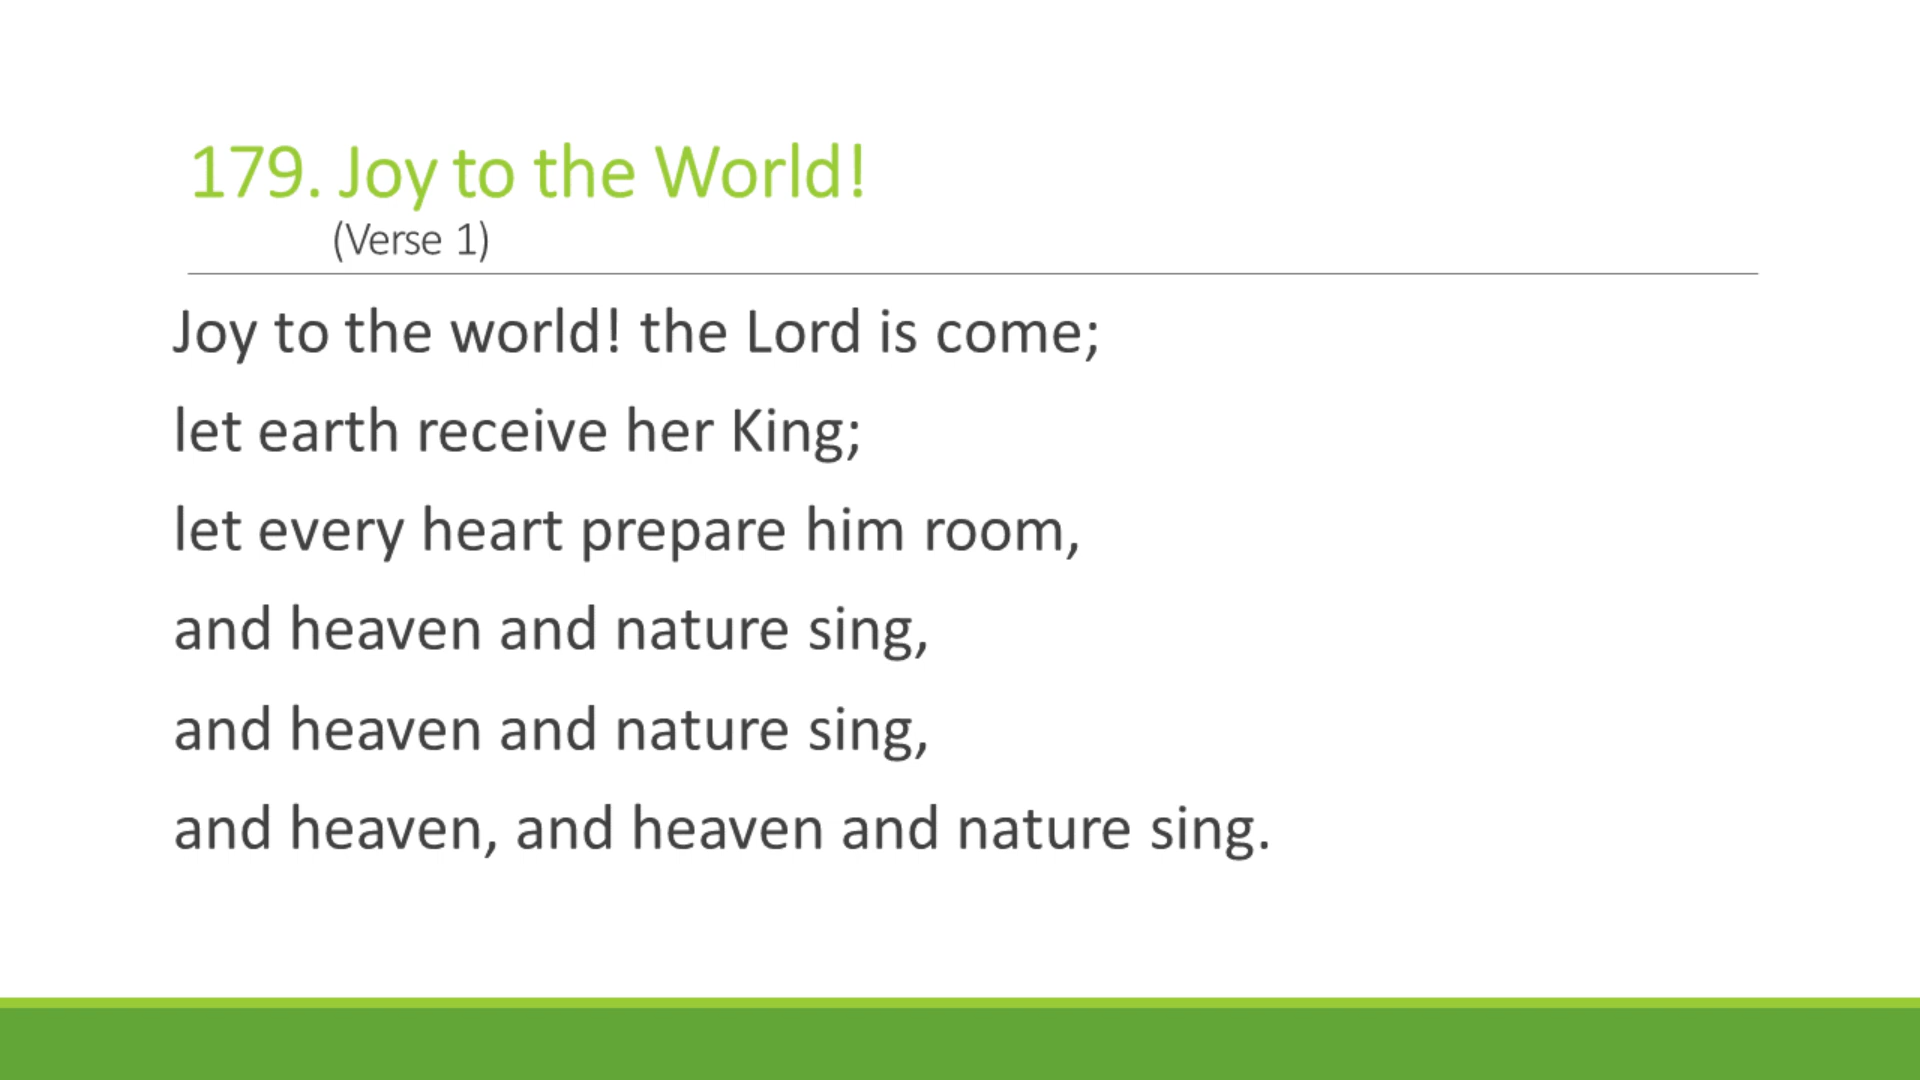 179. Joy to the World!
(Verse 1)
Joy to the world! the Lord is come;
let earth receive her King;
let every heart prepare him room,
and heaven and nature sing,
and heaven and nature sing,
and heaven, and heaven and nature sing.